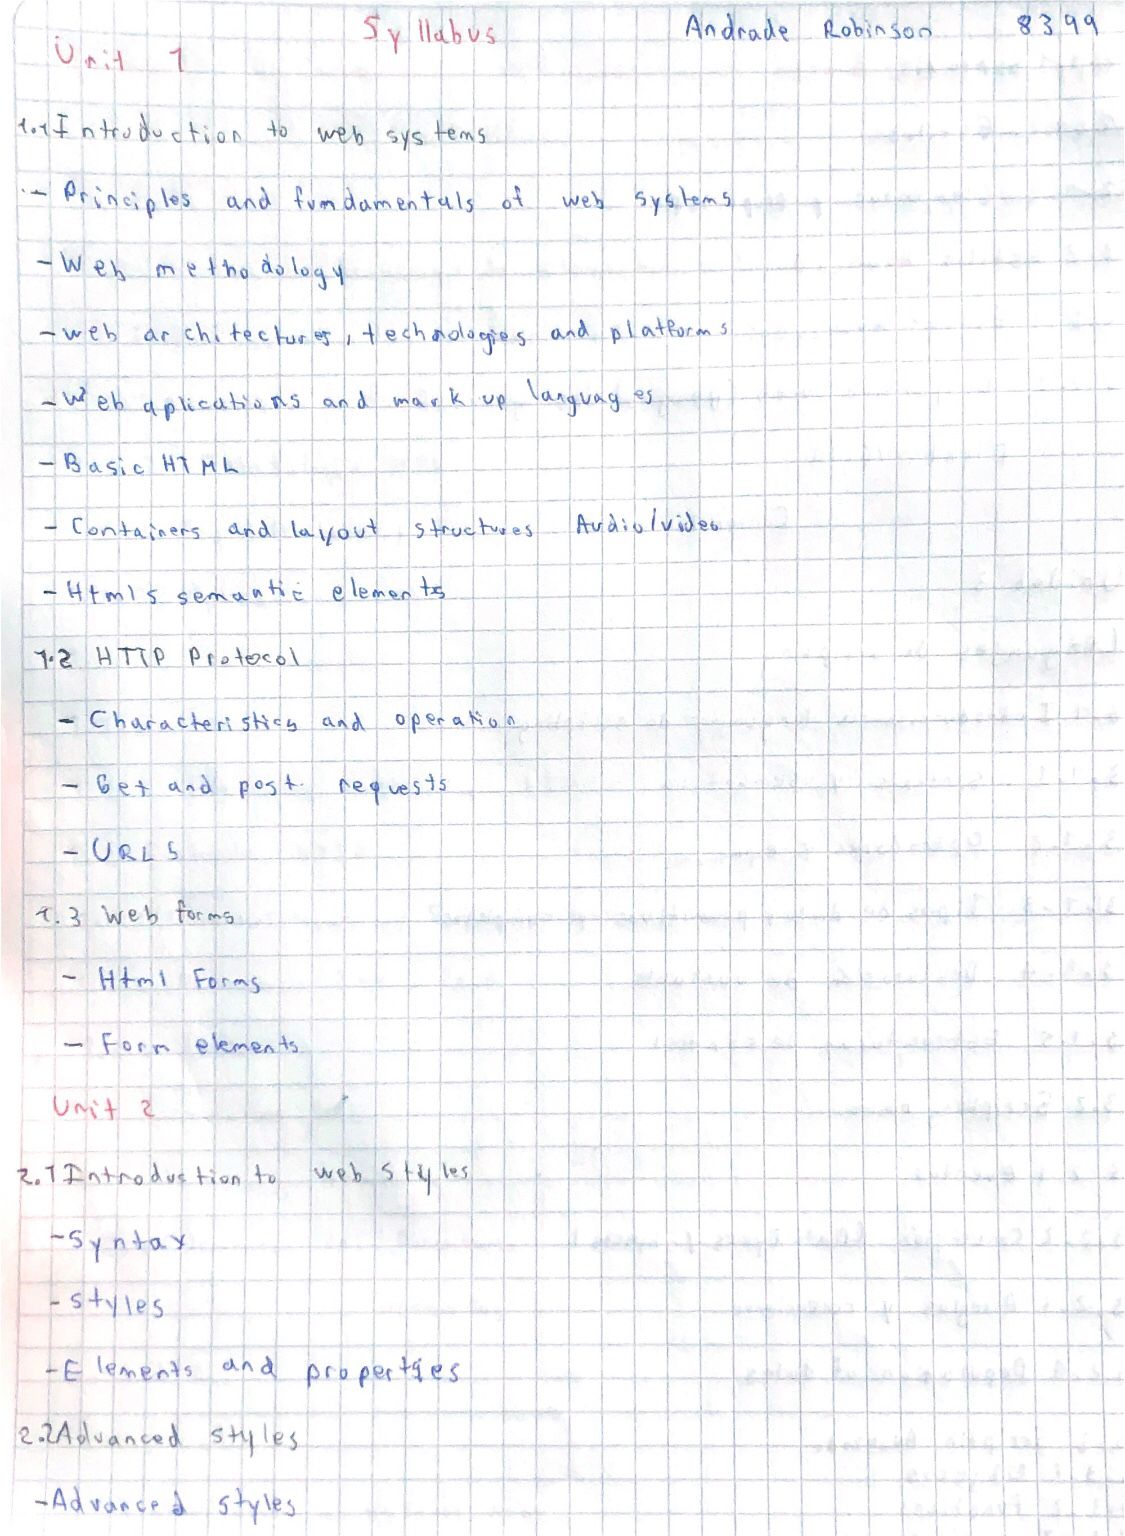 Syllabus Andrade Robinson 8399
Unit 1
1.1 Introduction to web systems
- Principles and fundamentals of web systems
- Web methodology
- web architectures, technologies and platforms
- Web aplications and mark up languages
- Basic HTML
- Containers and layout structures Audio/video
- Html5 semantic elements
1.2 HTTP Protocol
- Characteristics and operation
- Get and post requests
- URLS
1.3 Web forms
- Html Forms
- Form elements
Unit 2
2.1 Introduction to web styles
- Syntax
- styles
- Elements and properties
2.2 Advanced styles
- Advanced styles